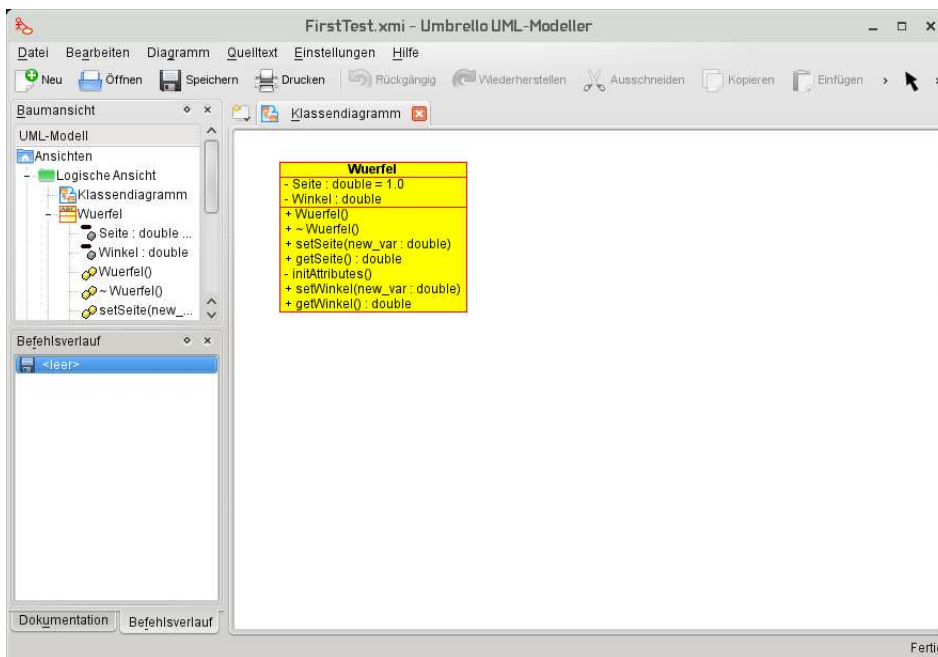 FirstTest.xmi – Umbrello UML-Modeller
Datei Bearbeiten Diagramm Quelltext Einstellungen Hilfe
Neu Öffnen Speichern Drucken Rückgängig Wiederherstellen Ausschneiden Kopieren Einfügen
Baumansicht
Klassendiagramm
UML-Modell
Ansichten
Logische Ansicht
Klassendiagramm
Wuerfel
Seite : double ...
Winkel : double
Wuerfel()
~ Wuerfel()
setSeite(new_...
Wuerfel
- Seite : double = 1.0
- Winkel : double
+ Wuerfel()
+ ~ Wuerfel()
+ setSeite(new_var : double)
+ getSeite() : double
- initAttributes()
+ setWinkel(new_var : double)
+ getWinkel() : double
Befehlsverlauf
<leer>
Dokumentation Befehlsverlauf
Fertig